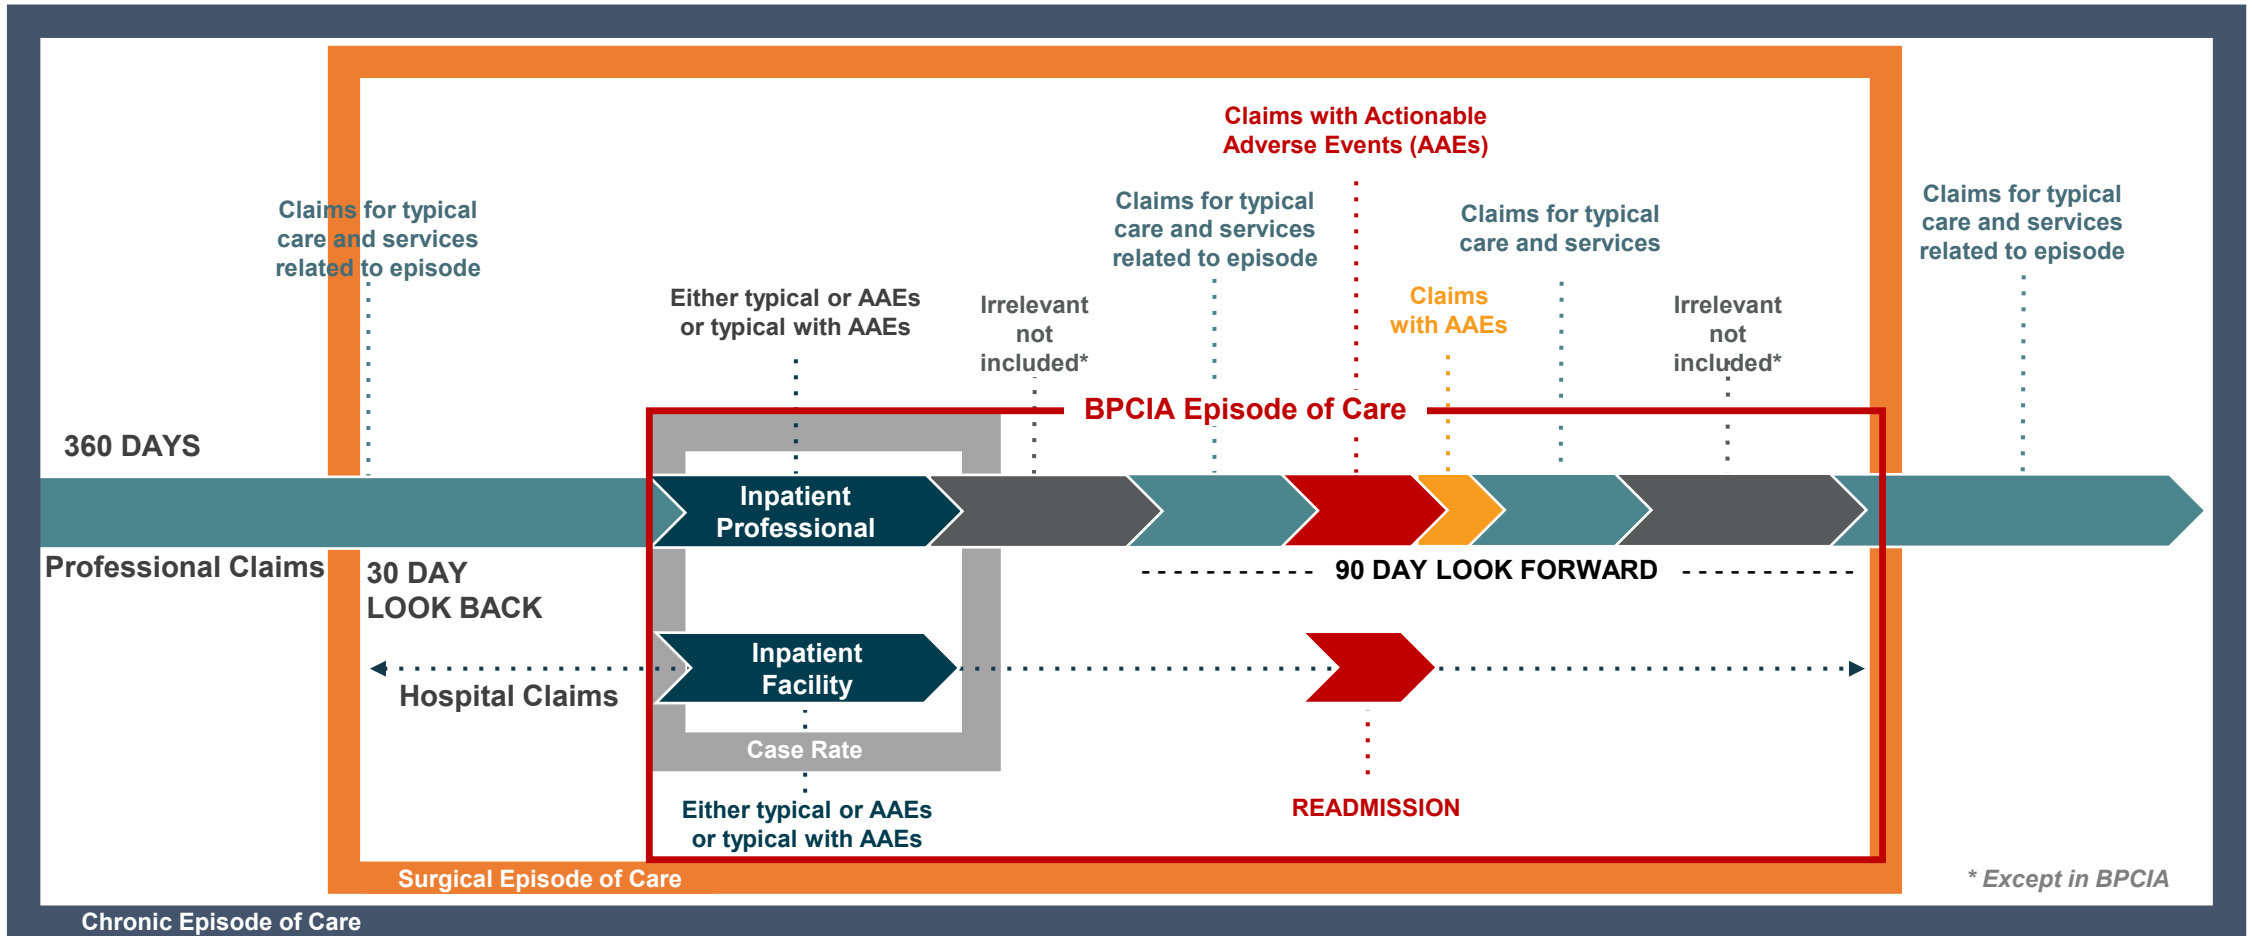 Claims with Actionable
Adverse Events (AAEs)
Claims for typical
care and services
related to episode
Claims for typical
care and services
related to episode
Claims for typical
care and services
Claims for typical
care and services
related to episode
Either typical or AAEs
or typical with AAEs
Irrelevant
not
included*
Claims
with AAEs
Irrelevant
not
included*
BPCIA Episode of Care
360 DAYS
Inpatient
Professional
Professional Claims
30 DAY
LOOK BACK
- - - - - - - - - - - 90 DAY LOOK FORWARD - - - - - - - - - - -
Inpatient
Facility
Hospital Claims
Case Rate
Either typical or AAEs
or typical with AAEs
READMISSION
Surgical Episode of Care
* Except in BPCIA
Chronic Episode of Care